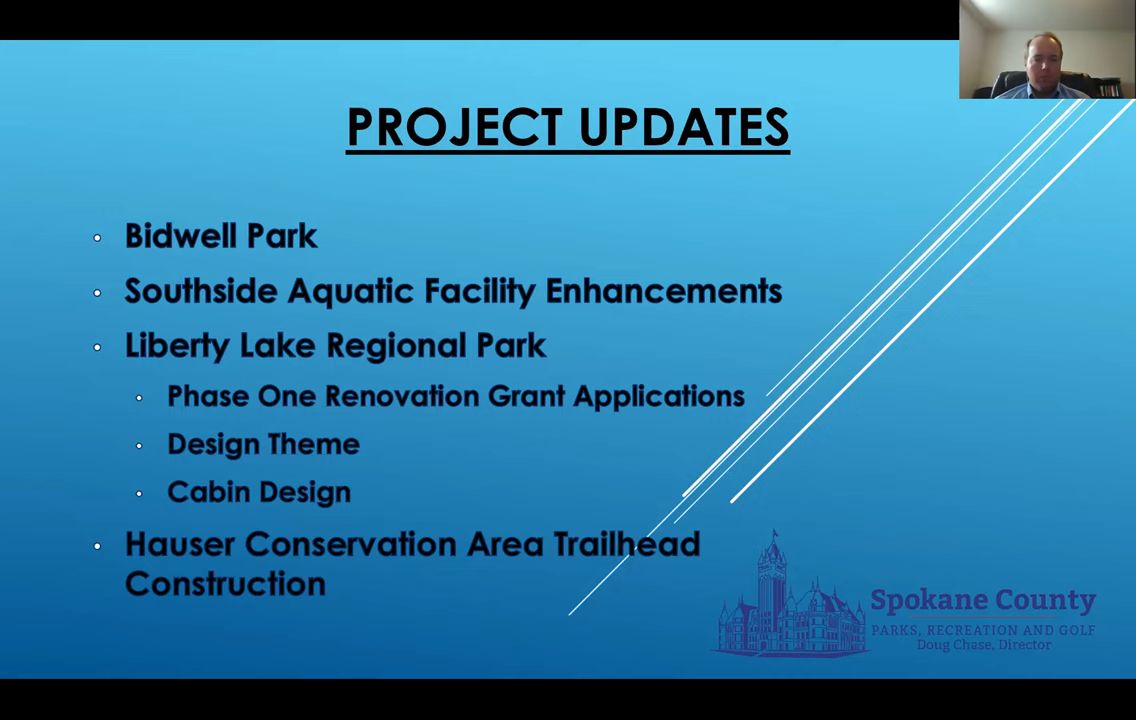 PROJECT UPDATES
Bidwell Park
Southside Aquatic Facility Enhancements
Liberty Lake Regional Park
Phase One Renovation Grant Applications
Design Theme
Cabin Design
Hauser Conservation Area Trailhead
Construction
Spokane County
PARKS, RECREATION AND GOLF
Doug Chase, Director